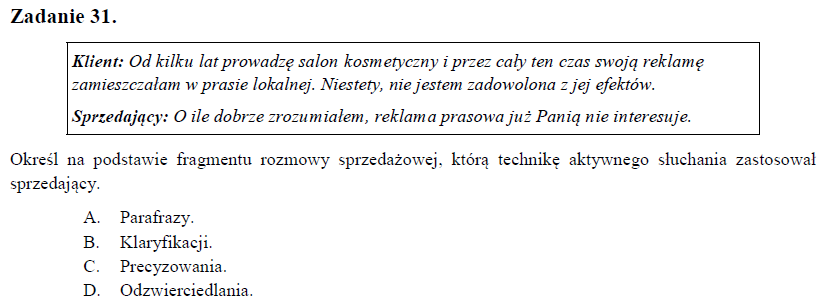 Zadanie 31.
Klient: Od kilku lat prowadzę salon kosmetyczny i przez cały ten czas swoją reklamę
zamieszczałam w prasie lokalnej. Niestety, nie jestem zadowolona z jej efektów.
Sprzedający: O ile dobrze zrozumiałem, reklama prasowa już Panią nie interesuje.
Określ na podstawie fragmentu rozmowy sprzedażowej, którą technikę aktywnego słuchania zastosował
sprzedający.
A. Parafrazy.
B. Klaryfikacji.
C. Precyzowania.
D. Odzwierciedlania.